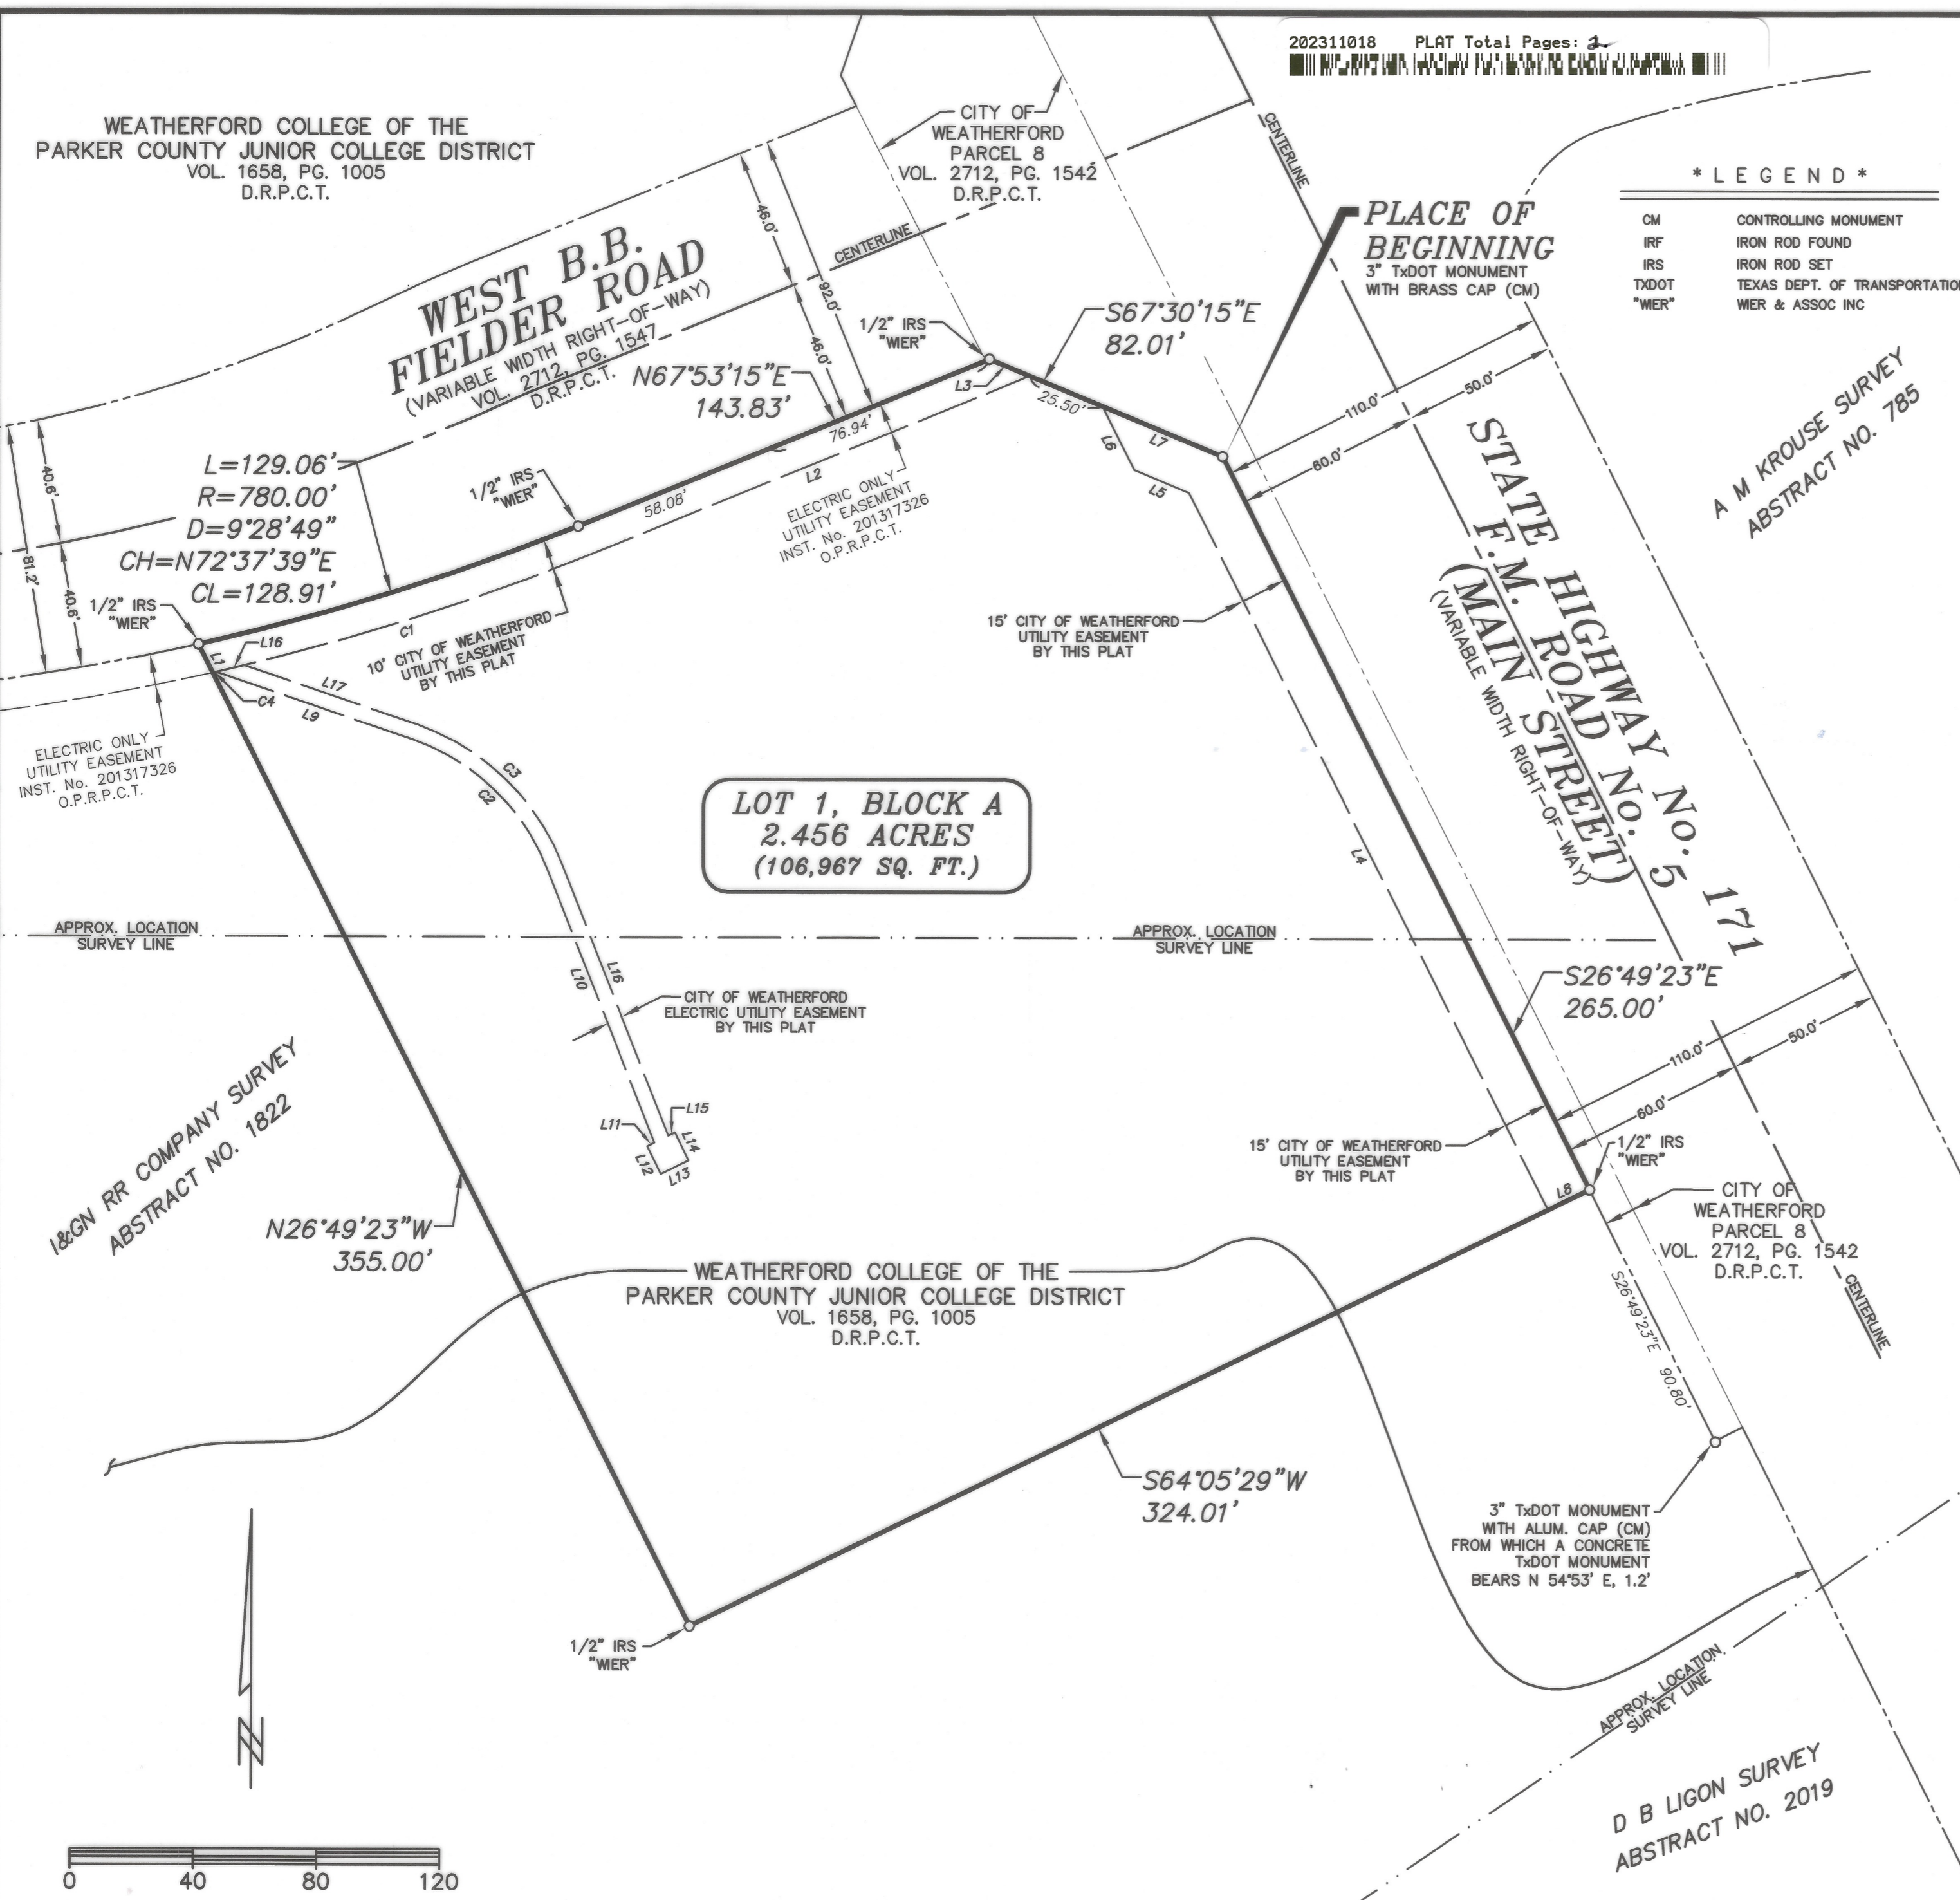 202311018 PLAT Total Pages: 2
WEATHERFORD COLLEGE OF THE
PARKER COUNTY JUNIOR COLLEGE DISTRICT
VOL. 1658, PG. 1005
D.R.P.C.T.
CITY OF
WEATHERFORD
PARCEL 8
VOL. 2712, PG. 1542
D.R.P.C.T.
CENTERLINE
*LEGEND*
CM CONTROLLING MONUMENT
IRF IRON ROD FOUND
IRS IRON ROD SET
TXDOT TEXAS DEPT. OF TRANSPORTATIO
"WIER" WIER & ASSOC INC
PLACE OF
BEGINNING
3" TxDOT MONUMENT
WITH BRASS CAP (CM)
WEST B.B.
FIELDER ROAD
(VARIABLE WIDTH RIGHT-OF-WAY)
VOL. 2712, PG. 1547
D.R.P.C.T.
46.0'
92.0'
46.0'
CENTERLINE
1/2" IRS
"WIER"
S67°30'15"E
82.01'
N67°53'15"E
143.83'
L3
25.50'
76.94'
L6
L7
L5
L2
58.08'
110.0'
50.0'
60.0'
A M KROUSE SURVEY
ABSTRACT NO. 785
L=129.06'
R=780.00'
D=9°28'49"
CH=N72°37'39"E
CL=128.91'
1/2" IRS
"WIER"
40.6'
81.2'
40.6'
1/2" IRS
"WIER"
ELECTRIC ONLY
UTILITY EASEMENT
INST. No. 201317326
O.P.R.P.C.T.
STATE HIGHWAY No. 171
F.M. ROAD No. 5
(MAIN STREET)
(VARIABLE WIDTH RIGHT-OF-WAY)
L1
L16
C1
10' CITY OF WEATHERFORD
UTILITY EASEMENT
BY THIS PLAT
15' CITY OF WEATHERFORD
UTILITY EASEMENT
BY THIS PLAT
C4
L17
L9
ELECTRIC ONLY
UTILITY EASEMENT
INST. No. 201317326
O.P.R.P.C.T.
C3
C2
LOT 1, BLOCK A
2.456 ACRES
(106,967 SQ. FT.)
L4
APPROX. LOCATION
SURVEY LINE
APPROX. LOCATION
SURVEY LINE
L10
L16
CITY OF WEATHERFORD
ELECTRIC UTILITY EASEMENT
BY THIS PLAT
S26°49'23"E
265.00'
110.0'
50.0'
60.0'
I&GN RR COMPANY SURVEY
ABSTRACT NO. 1822
L11
L15
L12
L14
L13
15' CITY OF WEATHERFORD
UTILITY EASEMENT
BY THIS PLAT
1/2" IRS
"WIER"
L8
CITY OF
WEATHERFORD
PARCEL 8
VOL. 2712, PG. 1542
D.R.P.C.T.
N26°49'23"W
355.00'
WEATHERFORD COLLEGE OF THE
PARKER COUNTY JUNIOR COLLEGE DISTRICT
VOL. 1658, PG. 1005
D.R.P.C.T.
S26°49'23"E 90.80'
CENTERLINE
S64°05'29"W
324.01'
3" TxDOT MONUMENT
WITH ALUM. CAP (CM)
FROM WHICH A CONCRETE
TxDOT MONUMENT
BEARS N 54°53' E, 1.2'
1/2" IRS
"WIER"
APPROX. LOCATION
SURVEY LINE
N
D B LIGON SURVEY
ABSTRACT NO. 2019
0 40 80 120